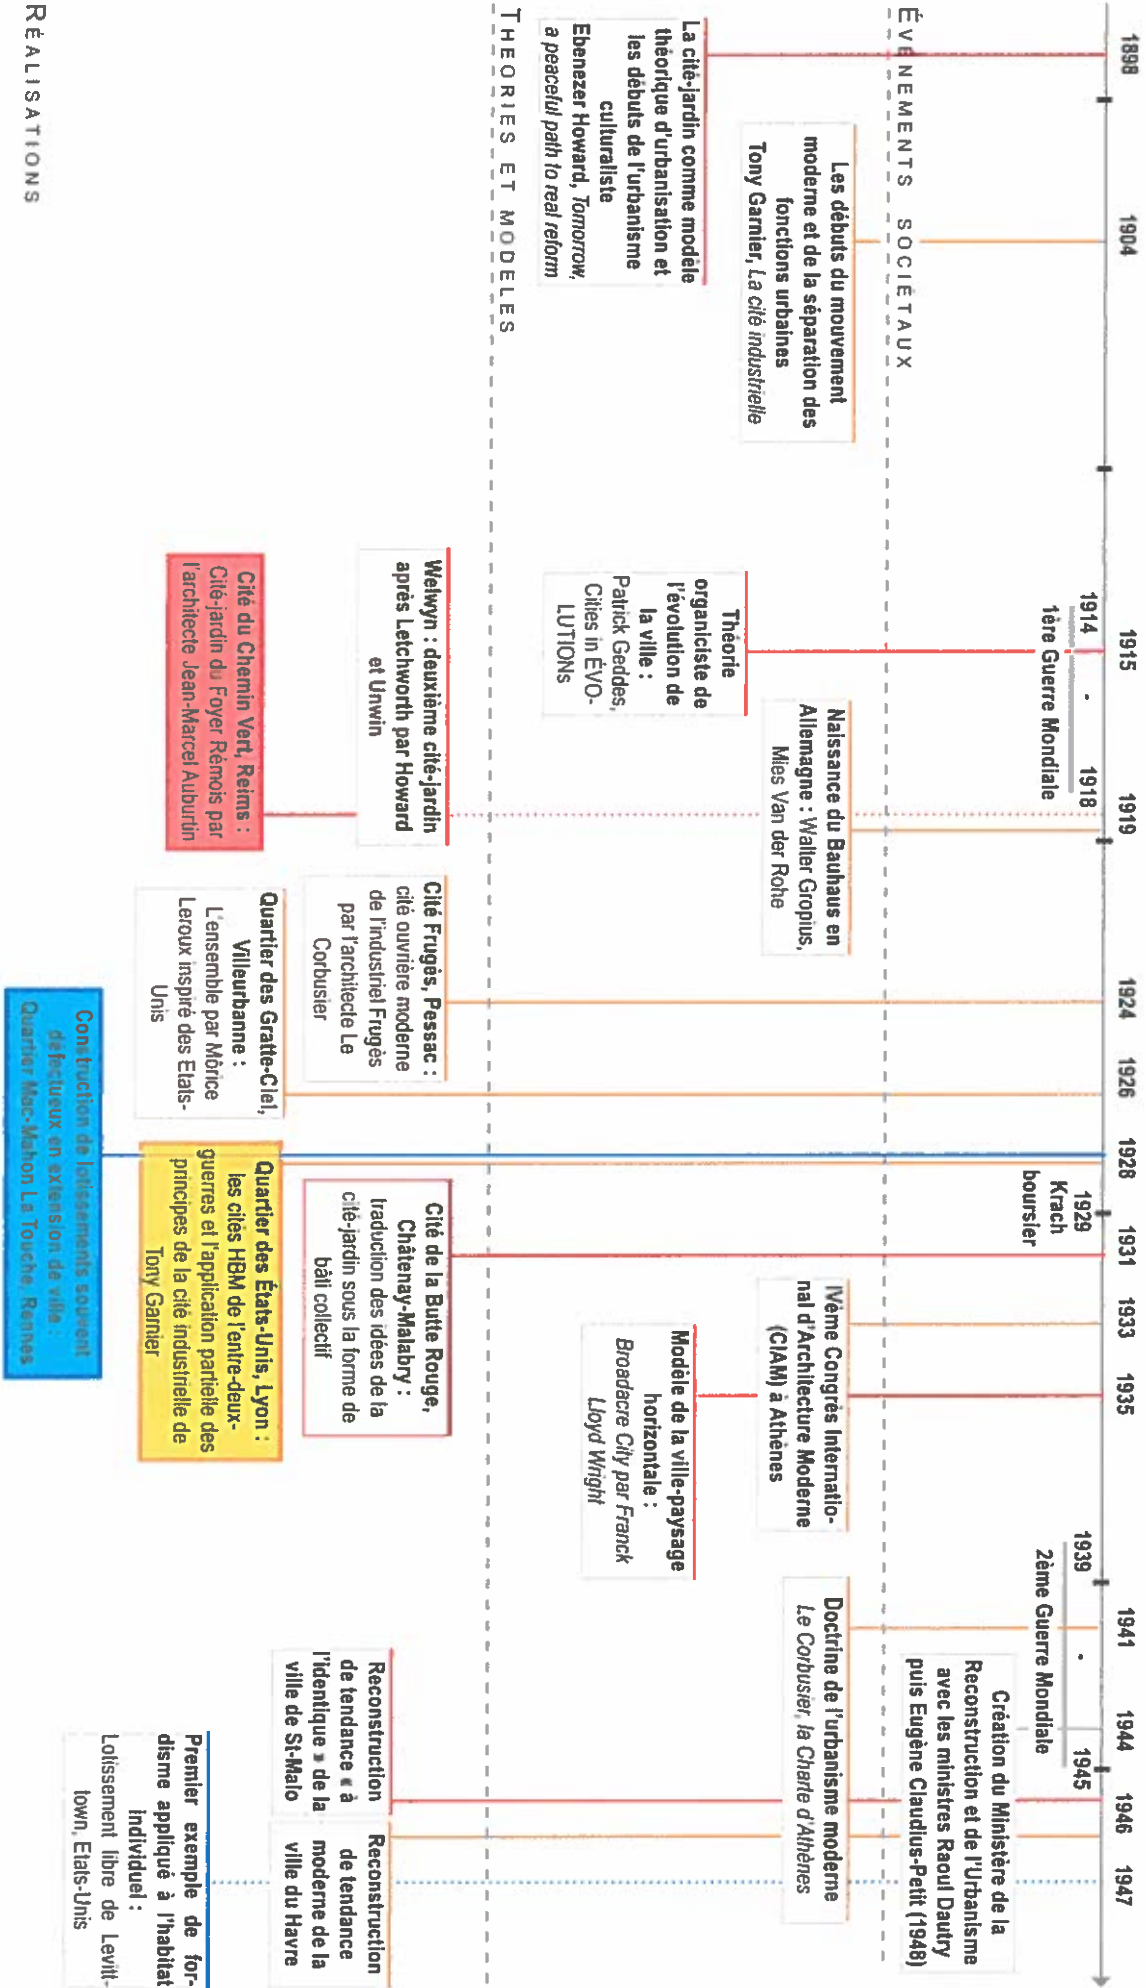 1898
1904
1914 - 1918
1915
1919
1924
1926
1928
1929
1931
1933
1935
1939 - 1945
1941
1944
1946
1947
1ère Guerre Mondiale
Krach
boursier
2ème Guerre Mondiale
Création du Ministère de la
Reconstruction et de l'Urbanisme
avec les ministres Raoul Dautry
puis Eugène Claudius-Petit (1948)
ÉVÉNEMENTS SOCIÉTAUX
Les débuts du mouvement
moderne et de la séparation des
fonctions urbaines
Tony Garnier, La cité industrielle
La cité-jardin comme modèle
théorique d'urbanisation et
les débuts de l'urbanisme
culturaliste
Ebenezer Howard, Tomorrow,
a peaceful path to real reform
Théorie
organiciste de
l'évolution de
la ville :
Patrick Geddes,
Cities in ÉVO-
LUTIONs
Naissance du Bauhaus en
Allemagne : Walter Gropius,
Mies Van der Rohe
IVème Congrès Internatio-
nal d'Architecture Moderne
(CIAM) à Athènes
Modèle de la ville-paysage
horizontale :
Broadacre City par Franck
Lloyd Wright
Doctrine de l'urbanisme moderne
Le Corbusier, la Charte d'Athènes
THEORIES ET MODELES
Welwyn : deuxième cité-jardin
après Letchworth par Howard
et Unwin
Cité du Chemin Vert, Reims :
Cité-jardin du Foyer Rémois par
l'architecte Jean-Marcel Auburtin
Cité Frugès, Pessac :
cité ouvrière moderne
de l'industriel Frugès
par l'architecte Le
Corbusier
Quartier des Gratte-Ciel,
Villeurbanne :
L'ensemble par Môrice
Leroux inspiré des Etats-
Unis
Construction de lotissements souvent
défectueux en extension de ville :
Quartier Mac-Mahon La Touche, Rennes
Quartier des États-Unis, Lyon :
les cités HBM de l'entre-deux-
guerres et l'application partielle des
principes de la cité industrielle de
Tony Garnier
Cité de la Butte Rouge,
Châtenay-Malabry :
traduction des idées de la
cité-jardin sous la forme de
bâti collectif
Reconstruction
de tendance « à
l'identique » de la
ville de St-Malo
Reconstruction
de tendance
moderne de la
ville du Havre
Premier exemple de for-
disme appliqué à l'habitat
individuel :
Lotissement libre de Levitt-
town, Etats-Unis
RÉALISATIONS